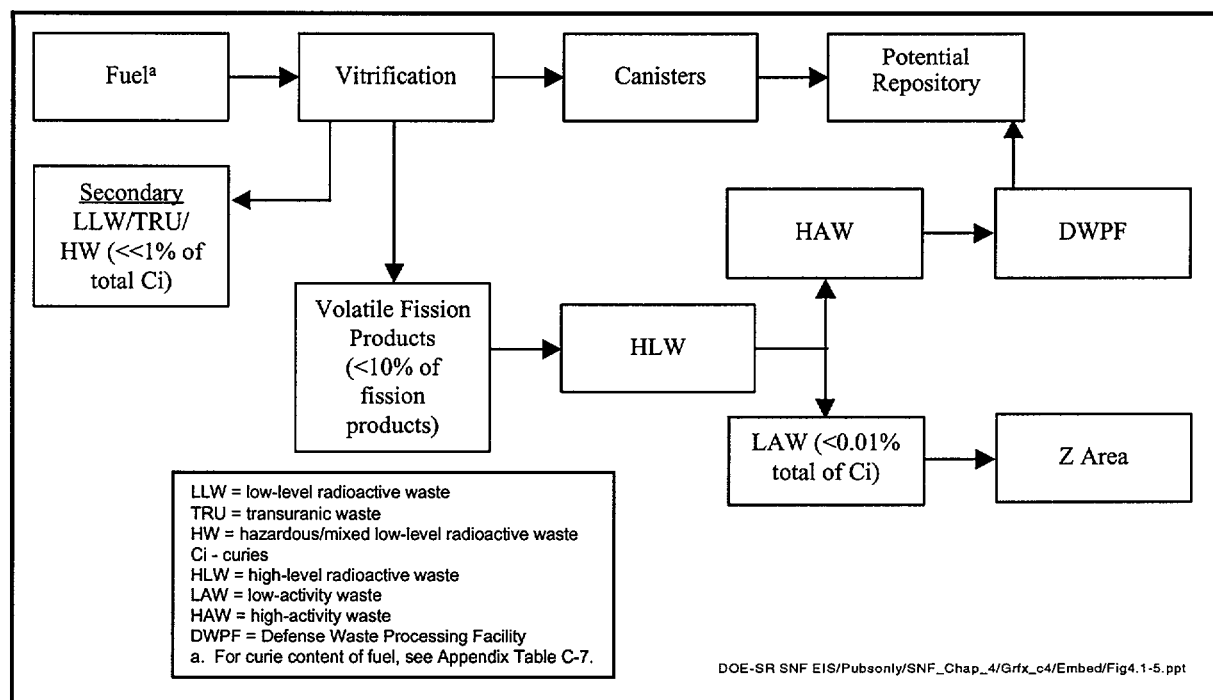 Fuelᵃ
Vitrification
Canisters
Potential
Repository
Secondary
LLW/TRU/
HW (<<1% of
total Ci)
HAW
DWPF
Volatile Fission
Products
(<10% of
fission
products)
HLW
LAW (<0.01%
total of Ci)
Z Area
LLW = low-level radioactive waste
TRU = transuranic waste
HW = hazardous/mixed low-level radioactive waste
Ci - curies
HLW = high-level radioactive waste
LAW = low-activity waste
HAW = high-activity waste
DWPF = Defense Waste Processing Facility
a. For curie content of fuel, see Appendix Table C-7.
DOE-SR SNF EIS/Pubsonly/SNF_Chap_4/Grfx_c4/Embed/Fig4.1-5.ppt